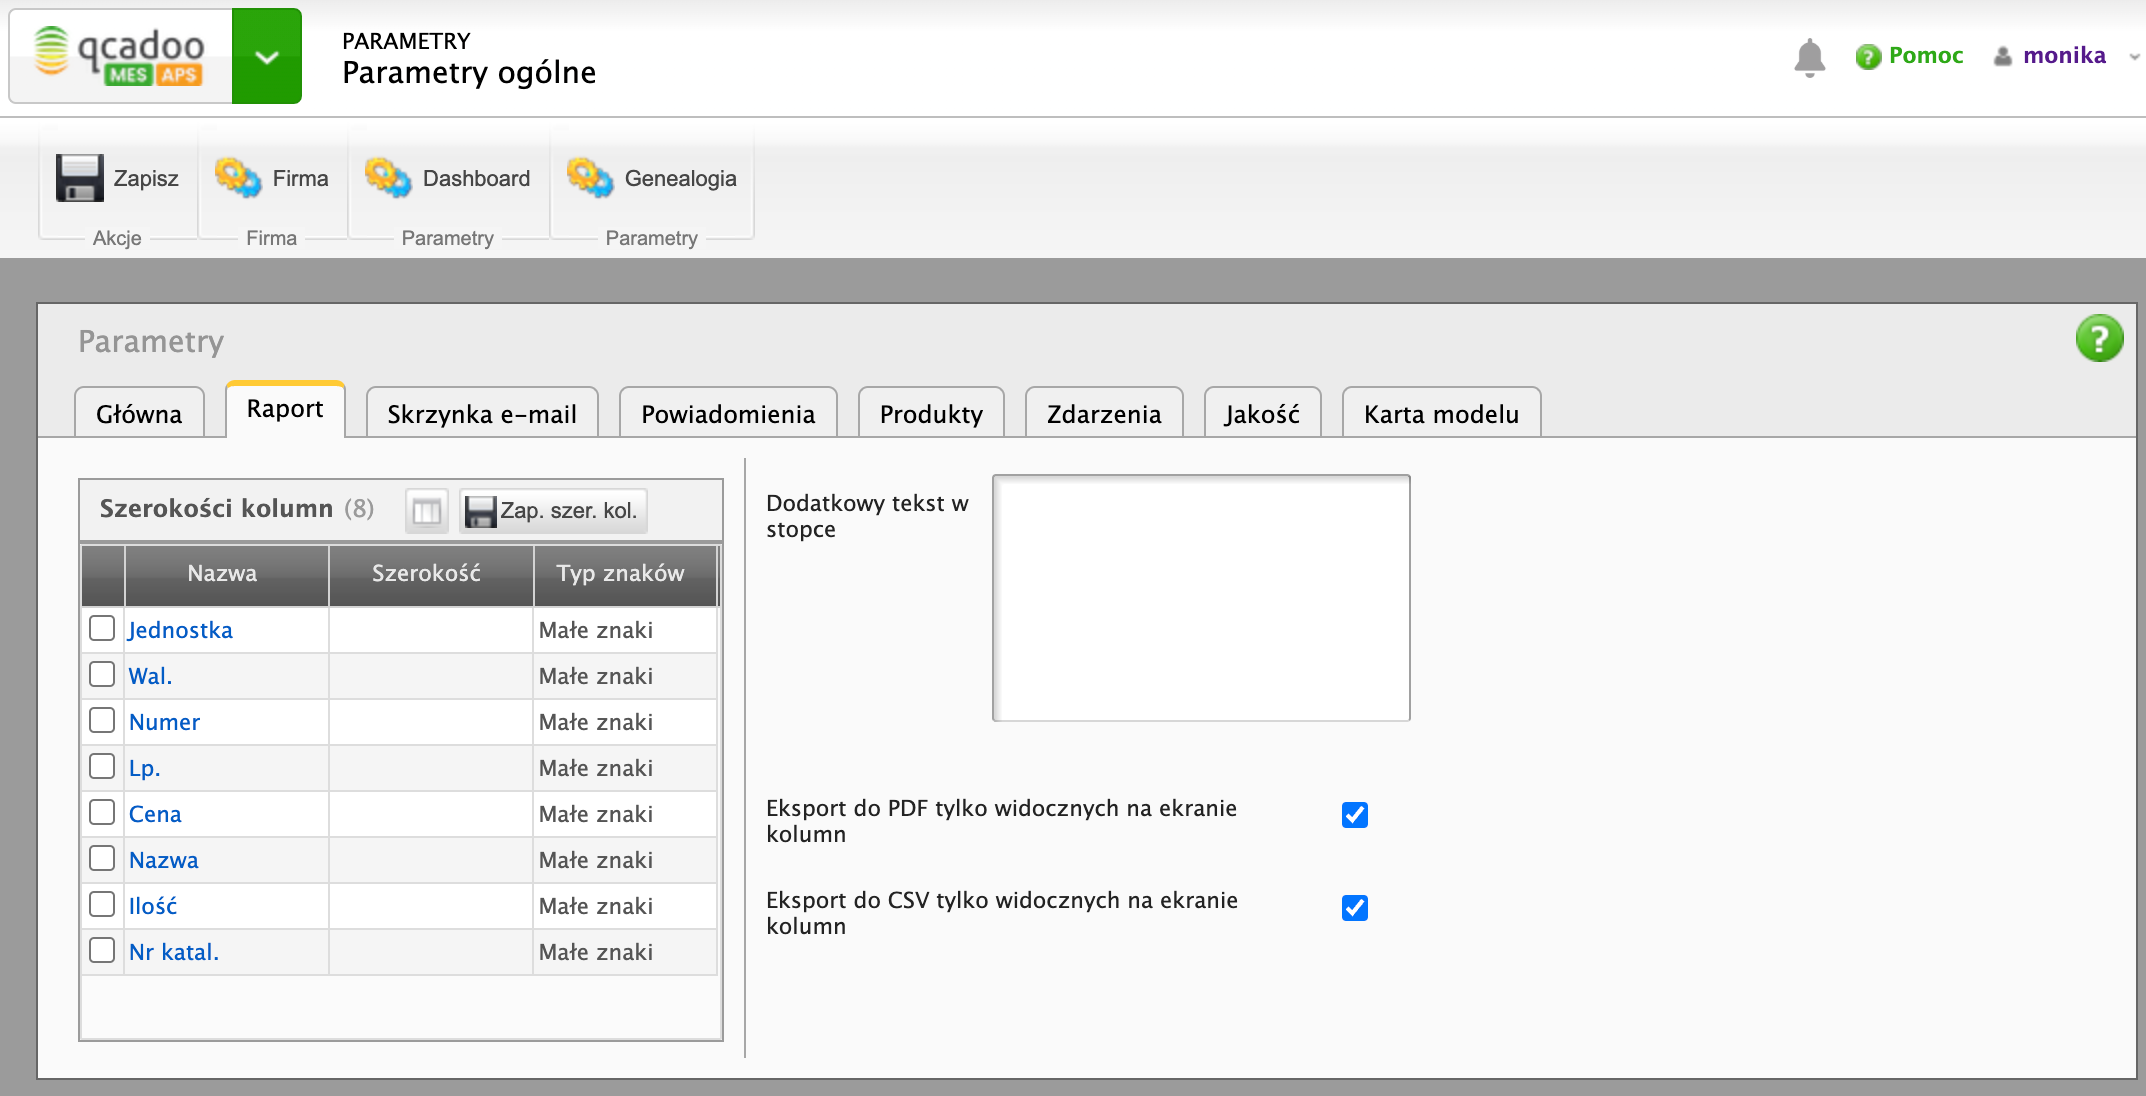 qcadoo
MES APS
PARAMETRY
Parametry ogólne
? Pomoc
monika
Zapisz
Firma
Dashboard
Genealogia
Akcje
Firma
Parametry
Parametry
Parametry
?
Główna
Raport
Skrzynka e-mail
Powiadomienia
Produkty
Zdarzenia
Jakość
Karta modelu
Szerokości kolumn (8)
Zap. szer. kol.
Nazwa Szerokość Typ znaków
Jednostka Małe znaki
Wal. Małe znaki
Numer Małe znaki
Lp. Małe znaki
Cena Małe znaki
Nazwa Małe znaki
Ilość Małe znaki
Nr katal. Małe znaki
Dodatkowy tekst w
stopce
Eksport do PDF tylko widocznych na ekranie
kolumn
Eksport do CSV tylko widocznych na ekranie
kolumn